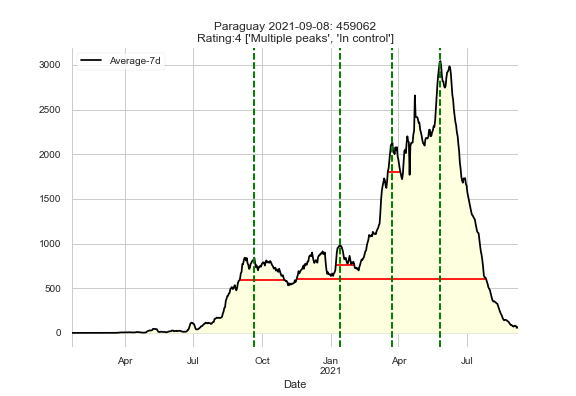 Paraguay 2021-09-08: 459062
Rating:4 ['Multiple peaks', 'In control']
Average-7d
3000
2500
2000
1500
1000
500
0
Apr
Jul
Oct
Jan
2021
Apr
Jul
Date